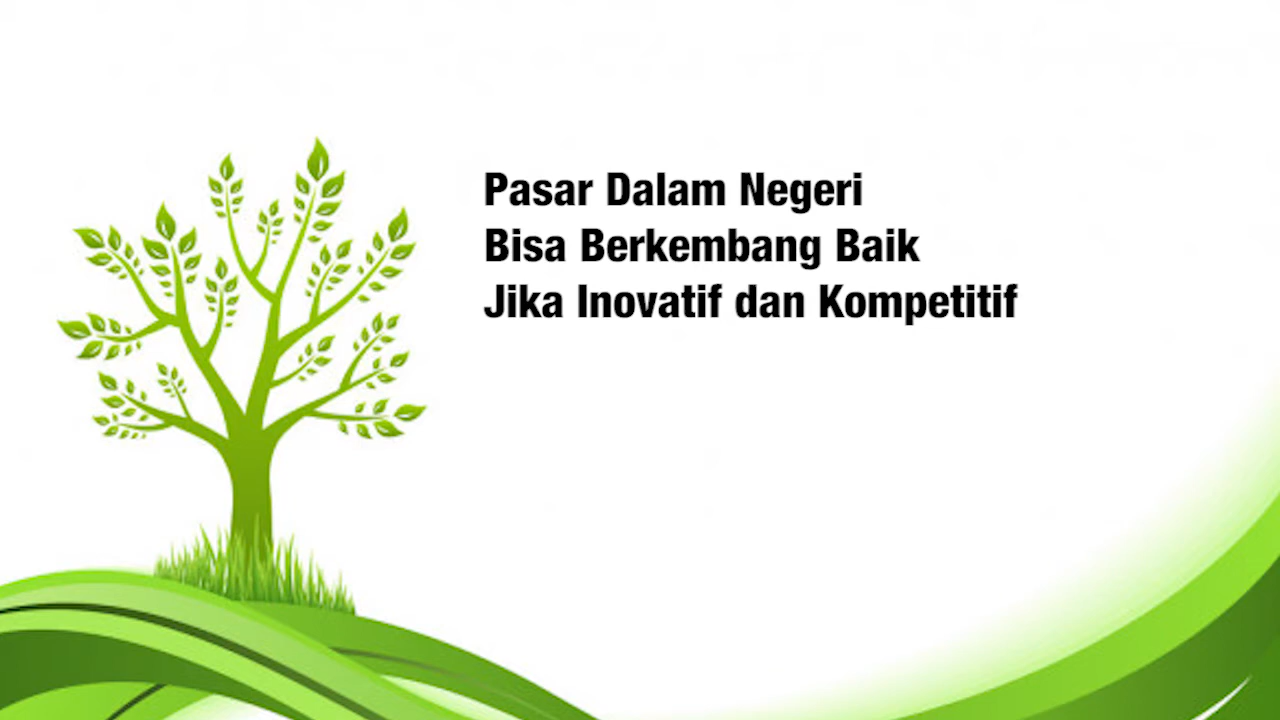 Pasar Dalam Negeri
Bisa Berkembang Baik
Jika Inovatif dan Kompetitif